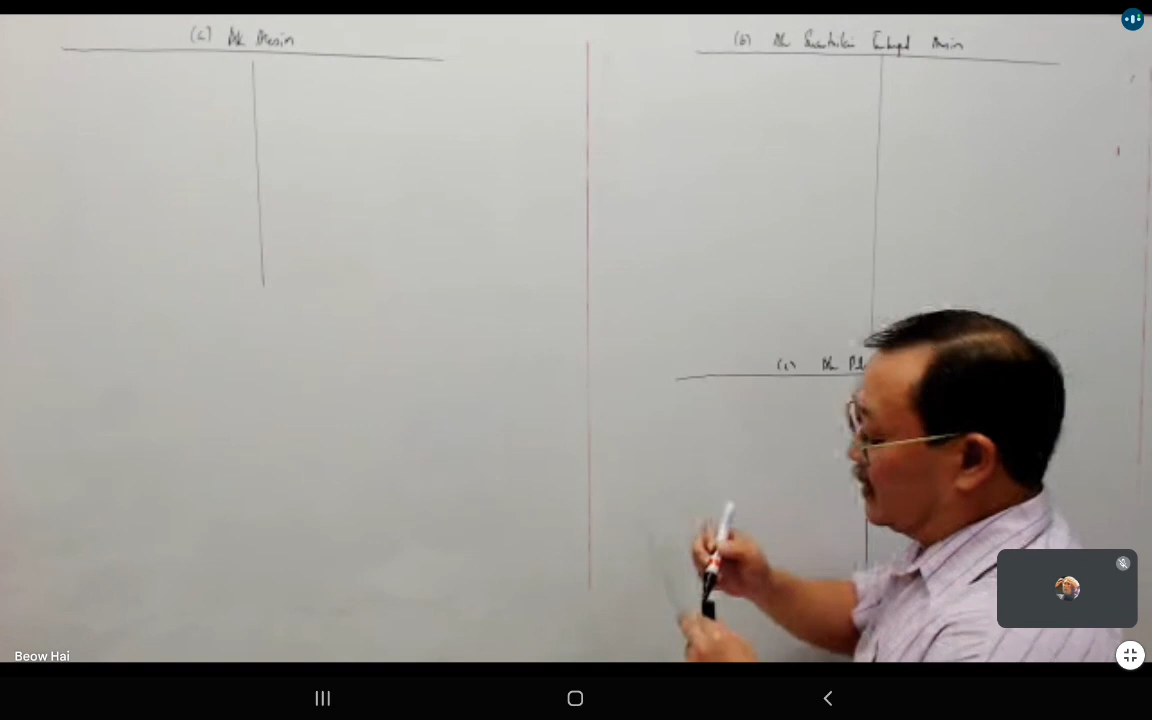 (a) Ak Mesin
(b) Ak Susutnilai Terkumpul Mesin
(c) Ak
Beow Hai